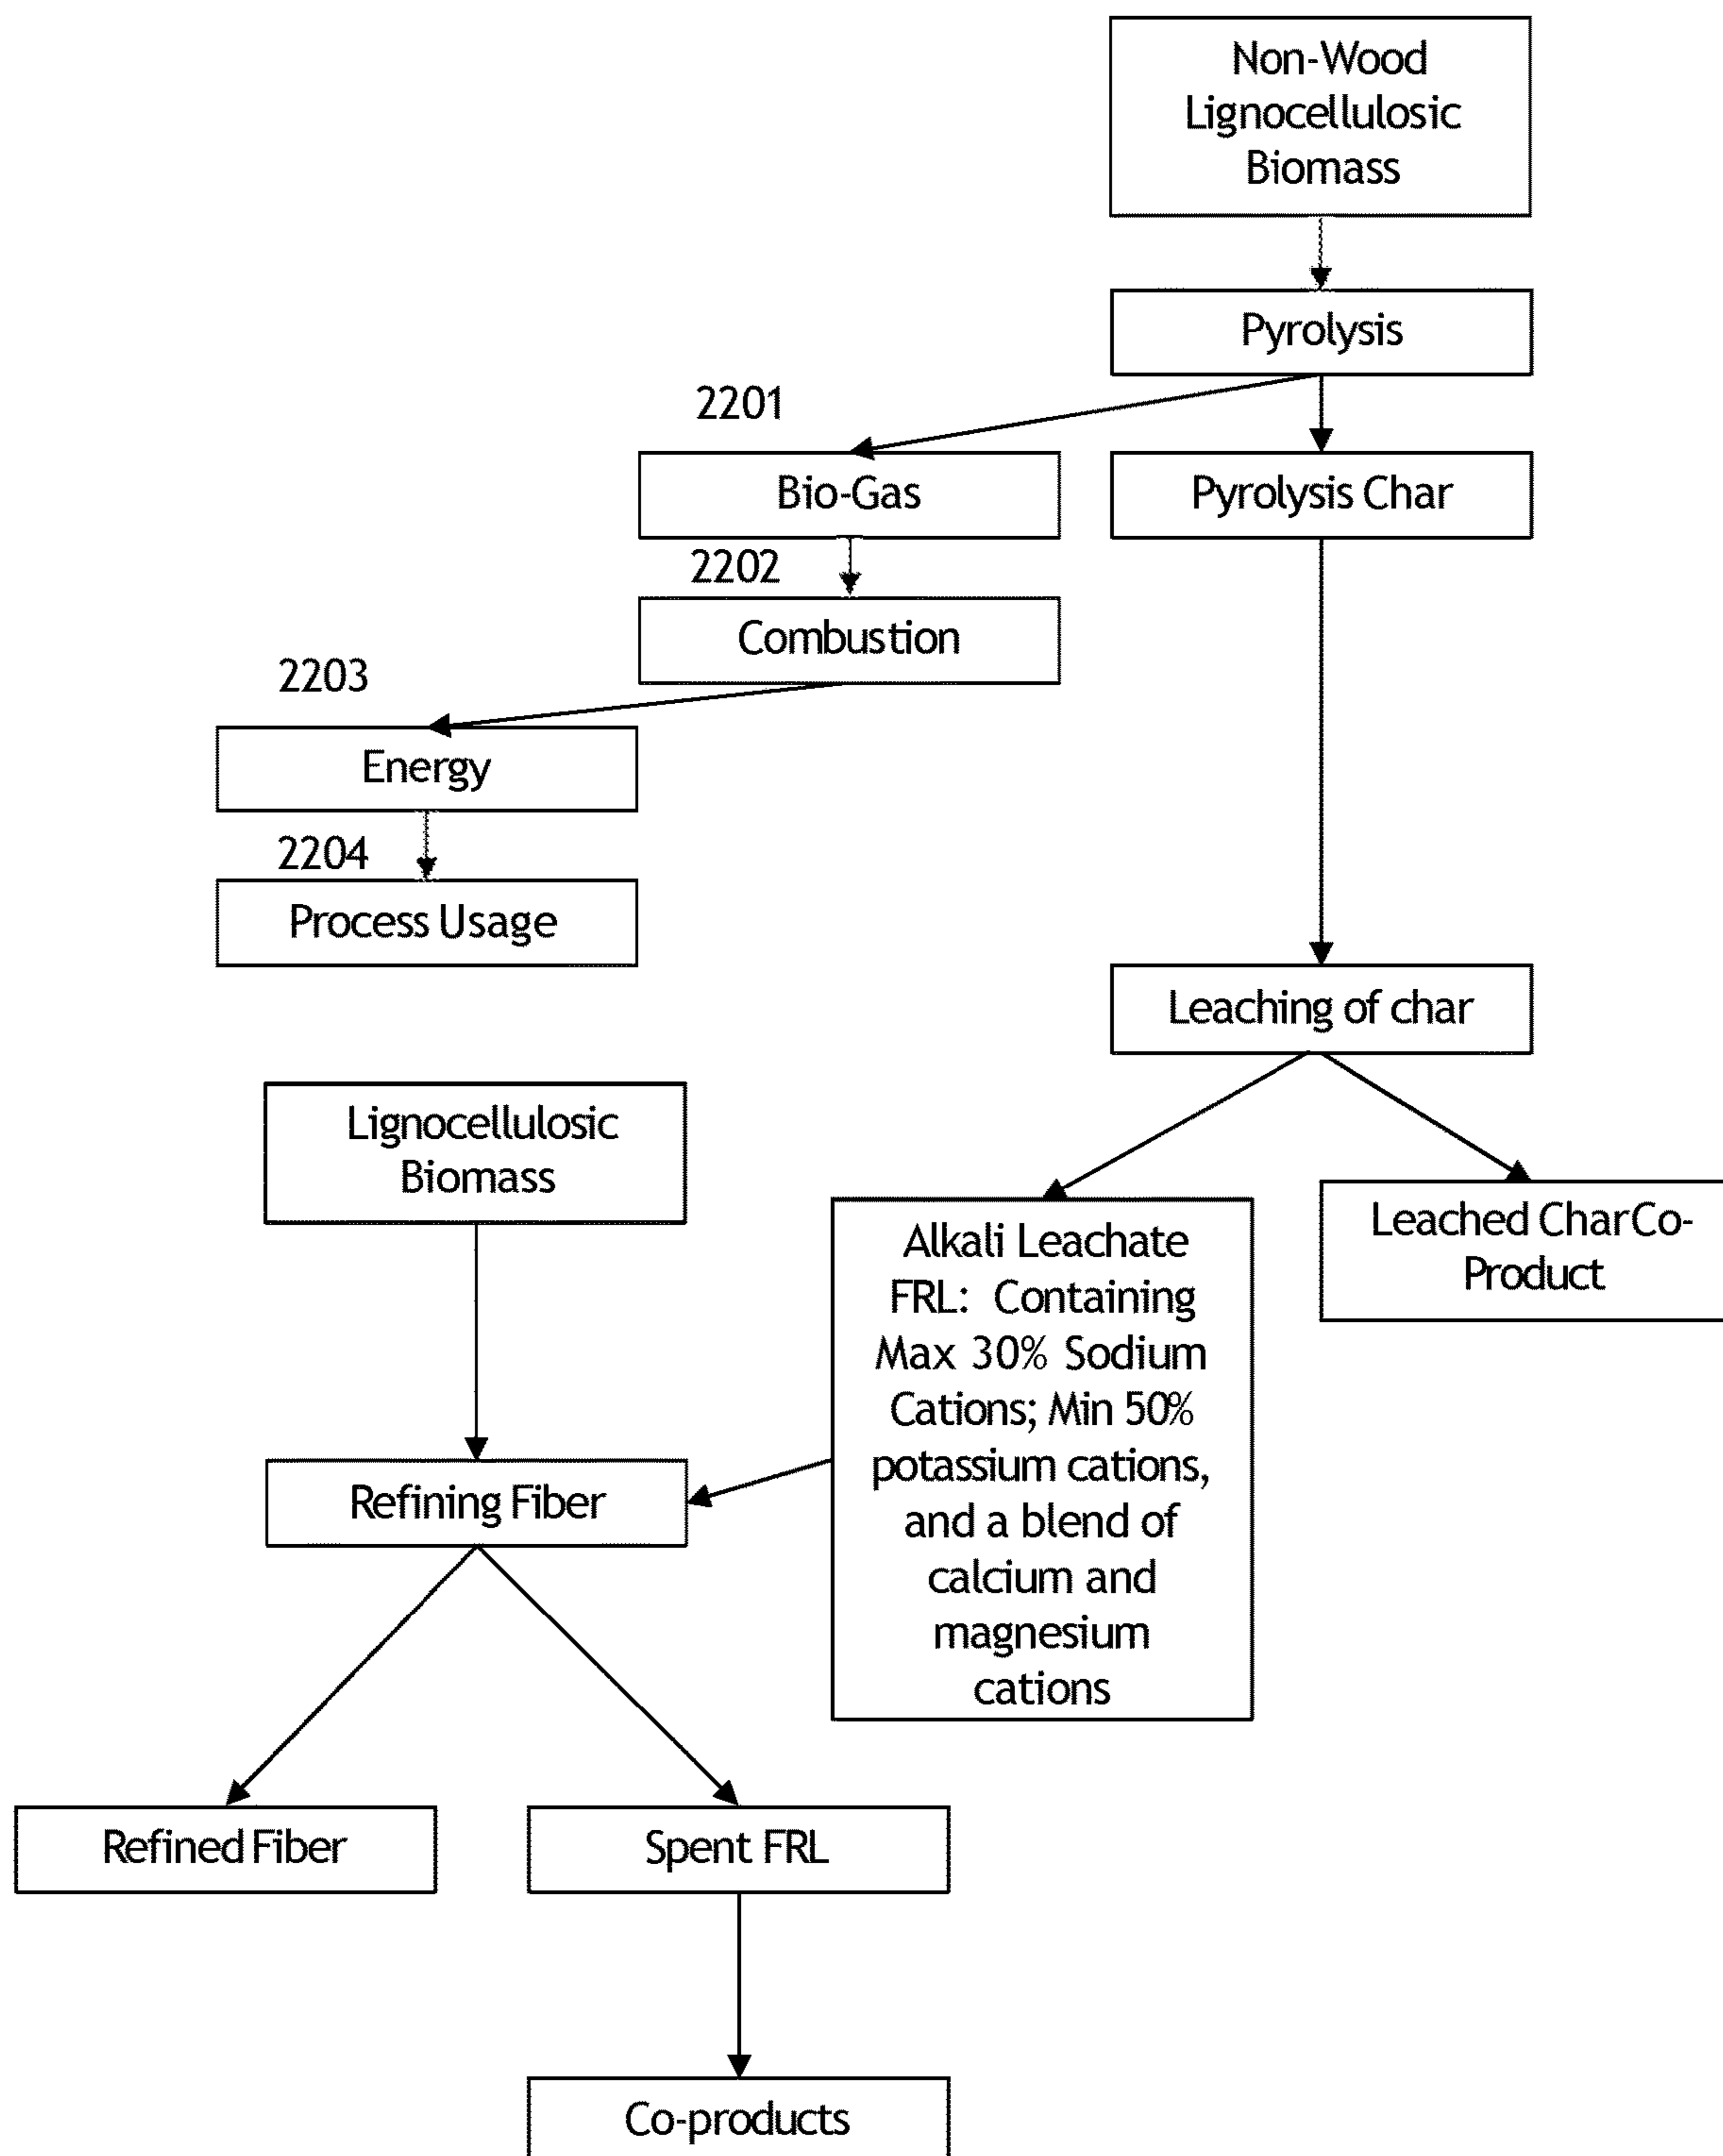 Non-Wood
Lignocellulosic
Biomass
Pyrolysis
2201
Bio-Gas
Pyrolysis Char
2202
Combustion
2203
Energy
2204
Process Usage
Leaching of char
Lignocellulosic
Biomass
Alkali Leachate
FRL: Containing
Max 30% Sodium
Cations; Min 50%
potassium cations,
and a blend of
calcium and
magnesium
cations
Leached Char Co-
Product
Refining Fiber
Refined Fiber
Spent FRL
Co-products